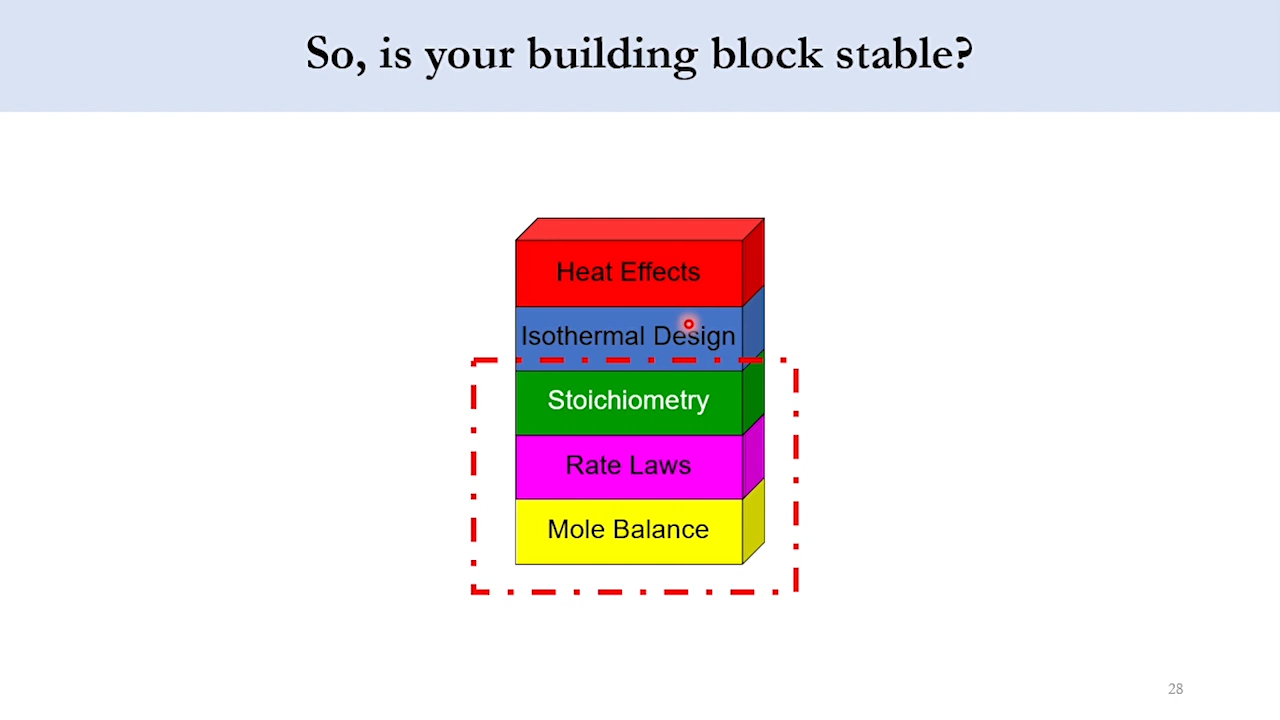 So, is your building block stable?
Heat Effects
Isothermal Design
Stoichiometry
Rate Laws
Mole Balance
28